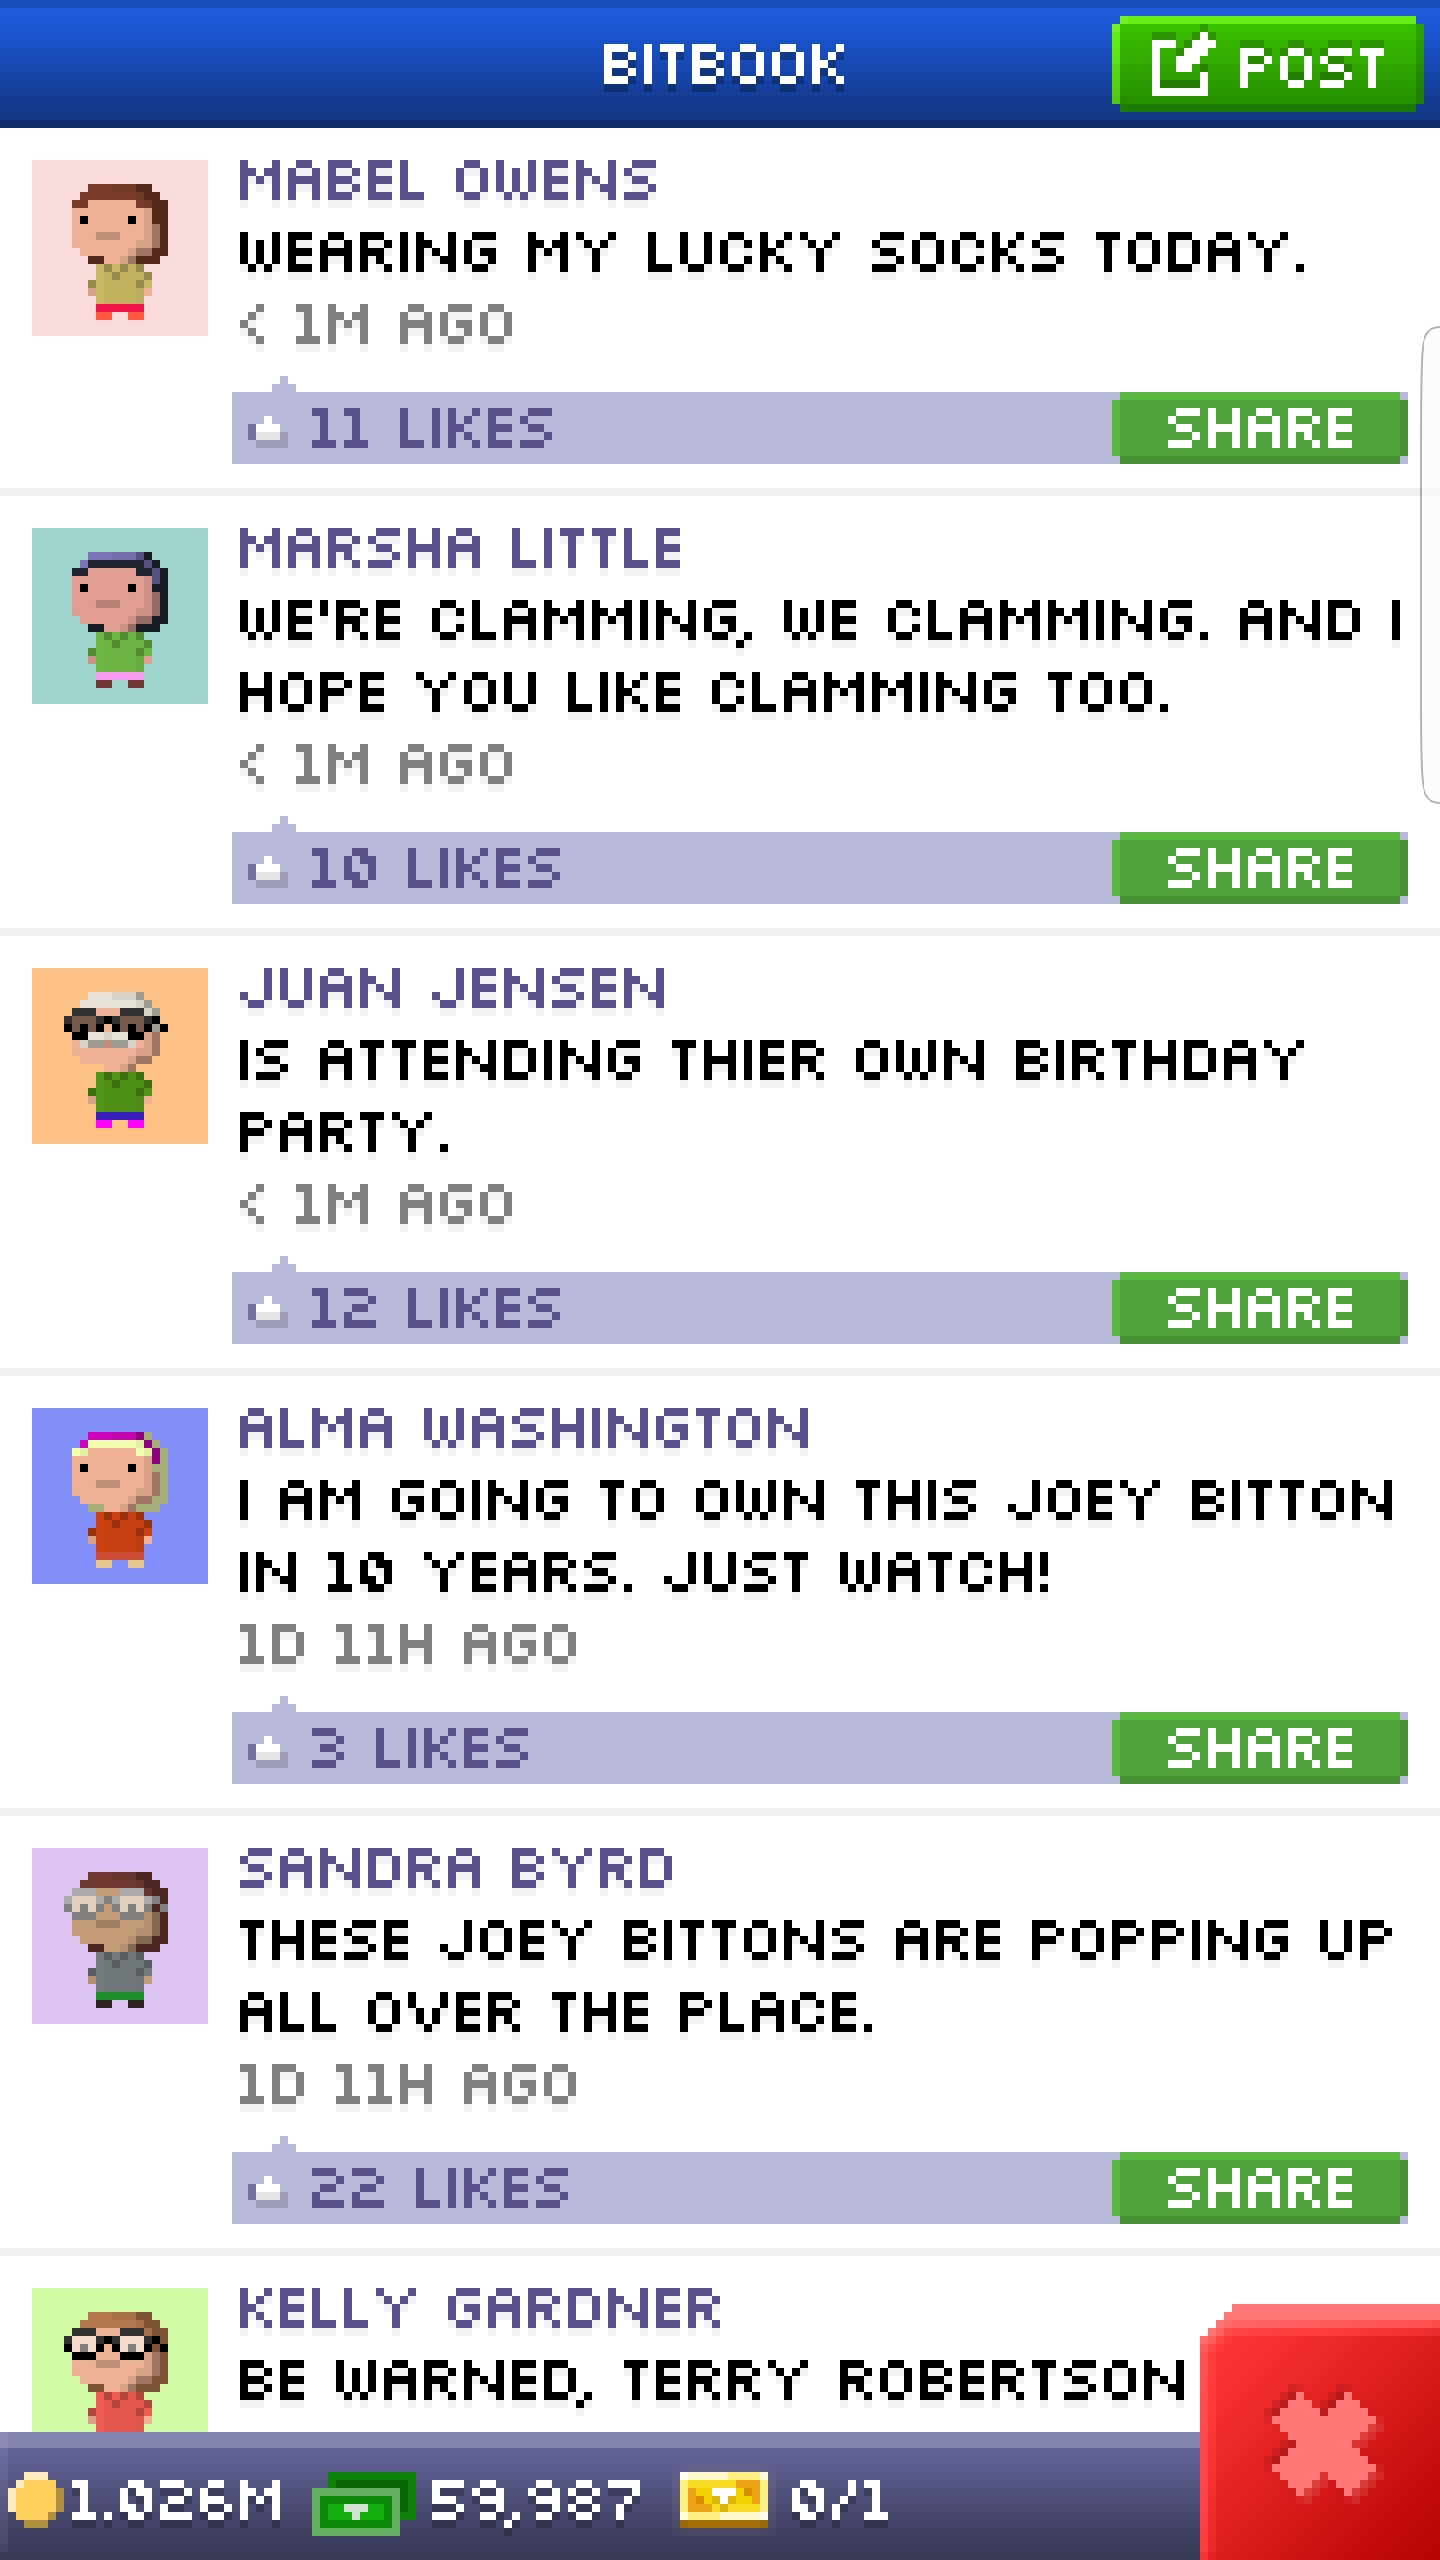 BITBOOK
POST
MABEL OWENS
WEARING MY LUCKY SOCKS TODAY.
< 1M AGO
11 LIKES
SHARE
MARSHA LITTLE
WE'RE CLAMMING, WE CLAMMING. AND I
HOPE YOU LIKE CLAMMING TOO.
< 1M AGO
10 LIKES
SHARE
JUAN JENSEN
IS ATTENDING THIER OWN BIRTHDAY
PARTY.
< 1M AGO
12 LIKES
SHARE
ALMA WASHINGTON
I AM GOING TO OWN THIS JOEY BITTON
IN 10 YEARS. JUST WATCH!
1D 11H AGO
3 LIKES
SHARE
SANDRA BYRD
THESE JOEY BITTONS ARE POPPING UP
ALL OVER THE PLACE.
1D 11H AGO
22 LIKES
SHARE
KELLY GARDNER
BE WARNED, TERRY ROBERTSON
1.026M 59,987 0/1